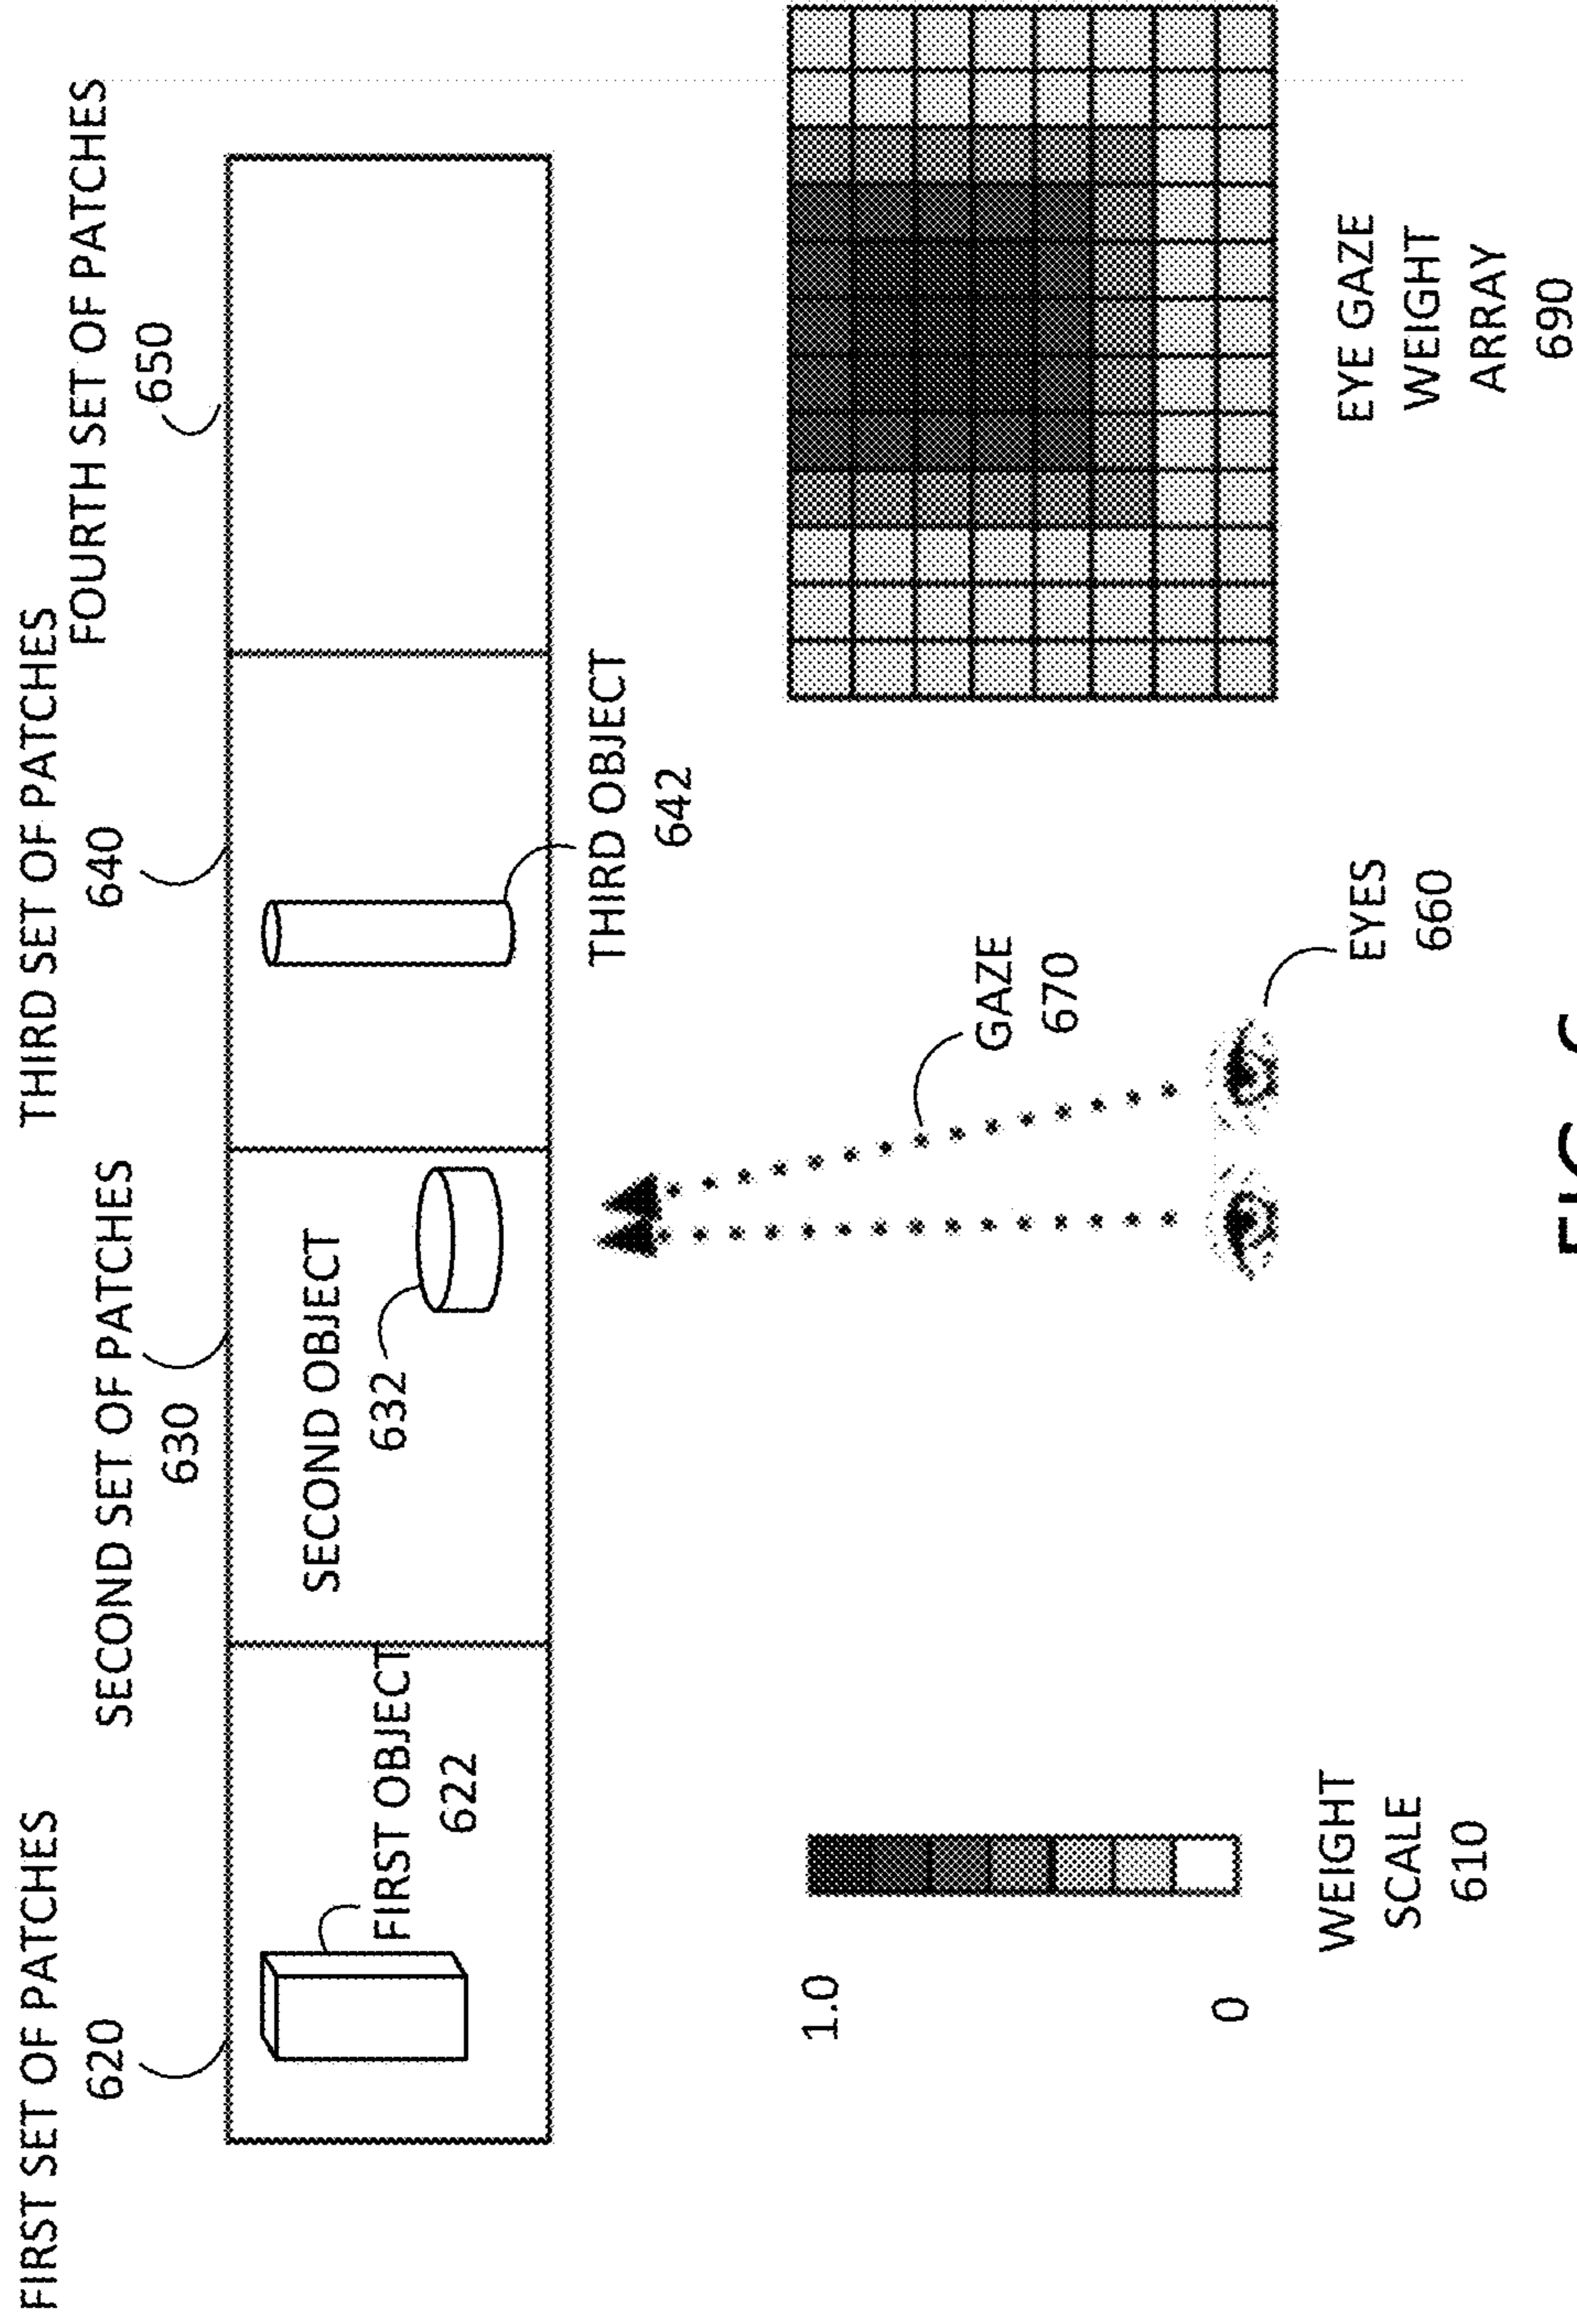 FIRST SET OF PATCHES
620
SECOND SET OF PATCHES
630
THIRD SET OF PATCHES
640
FOURTH SET OF PATCHES
650
FIRST OBJECT
622
SECOND OBJECT
632
THIRD OBJECT
642
1.0
0
WEIGHT
SCALE
610
GAZE
670
EYES
660
EYE GAZE
WEIGHT
ARRAY
690